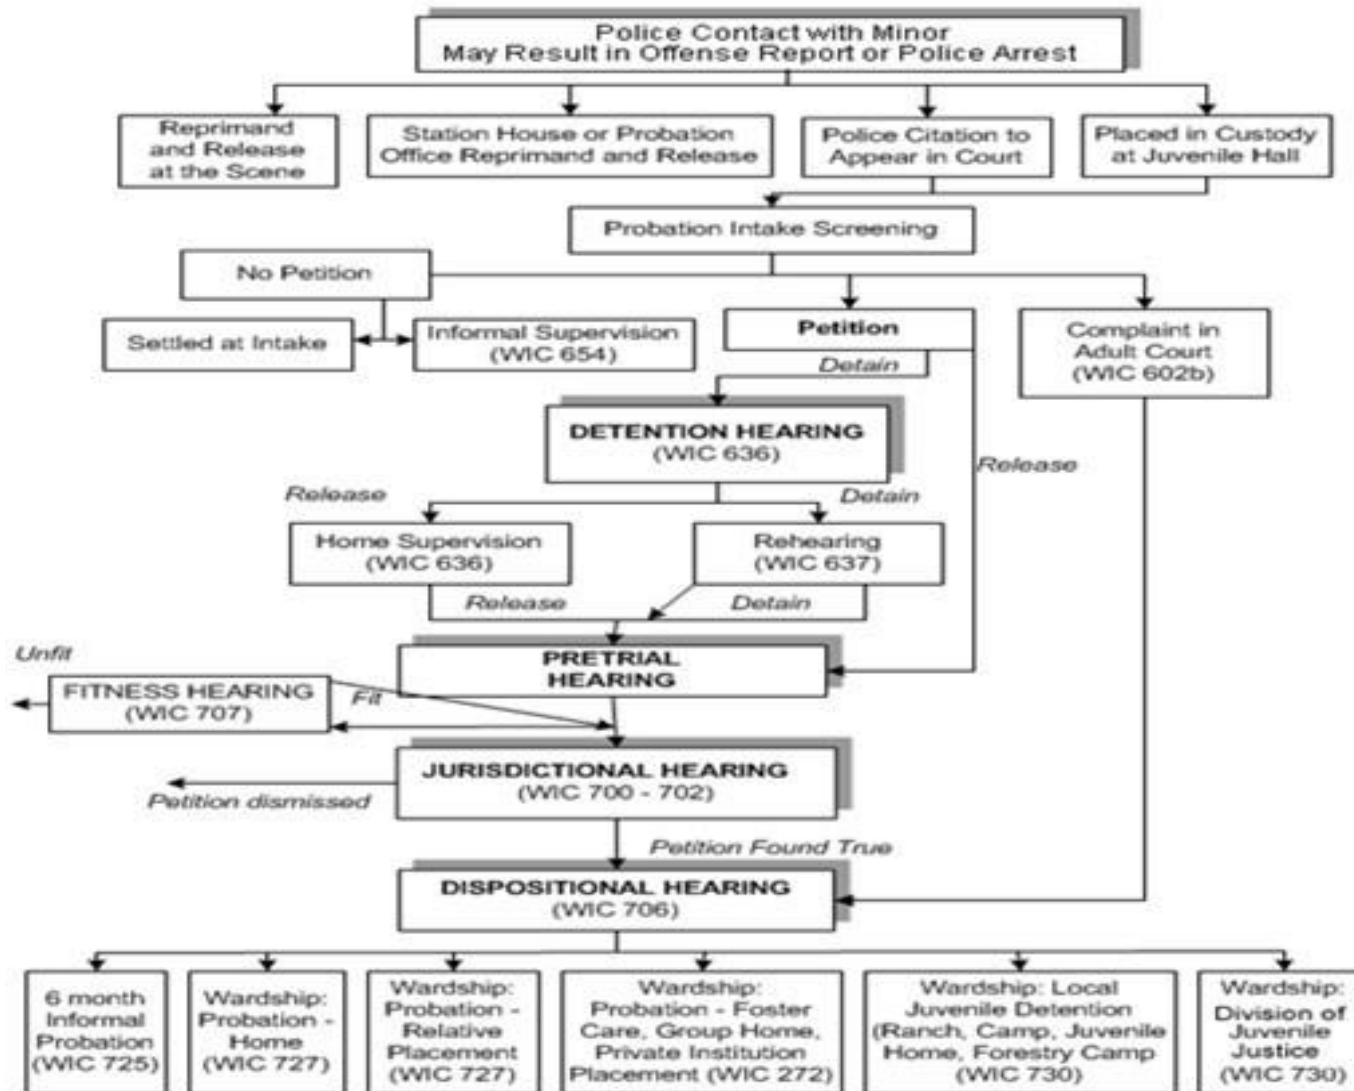 Police Contact with Minor
May Result in Offense Report or Police Arrest
Reprimand
and Release
at the Scene
Station House or Probation
Office Reprimand and Release
Police Citation to
Appear in Court
Placed in Custody
at Juvenile Hall
Probation Intake Screening
No Petition
Settled at Intake
Informal Supervision
(WIC 654)
Petition
Complaint in
Adult Court
(WIC 602b)
Detain
DETENTION HEARING
(WIC 636)
Release
Release
Detain
Home Supervision
(WIC 636)
Rehearing
(WIC 637)
Release
Detain
PRETRIAL
HEARING
Unfit
FITNESS HEARING
(WIC 707)
Fit
JURISDICTIONAL HEARING
(WIC 700 - 702)
Petition dismissed
Petition Found True
DISPOSITIONAL HEARING
(WIC 706)
6 month
Informal
Probation
(WIC 725)
Wardship:
Probation -
Home
(WIC 727)
Wardship:
Probation -
Relative
Placement
(WIC 727)
Wardship:
Probation - Foster
Care, Group Home,
Private Institution
Placement (WIC 272)
Wardship: Local
Juvenile Detention
(Ranch, Camp, Juvenile
Home, Forestry Camp
(WIC 730)
Wardship:
Division of
Juvenile
Justice
(WIC 730)